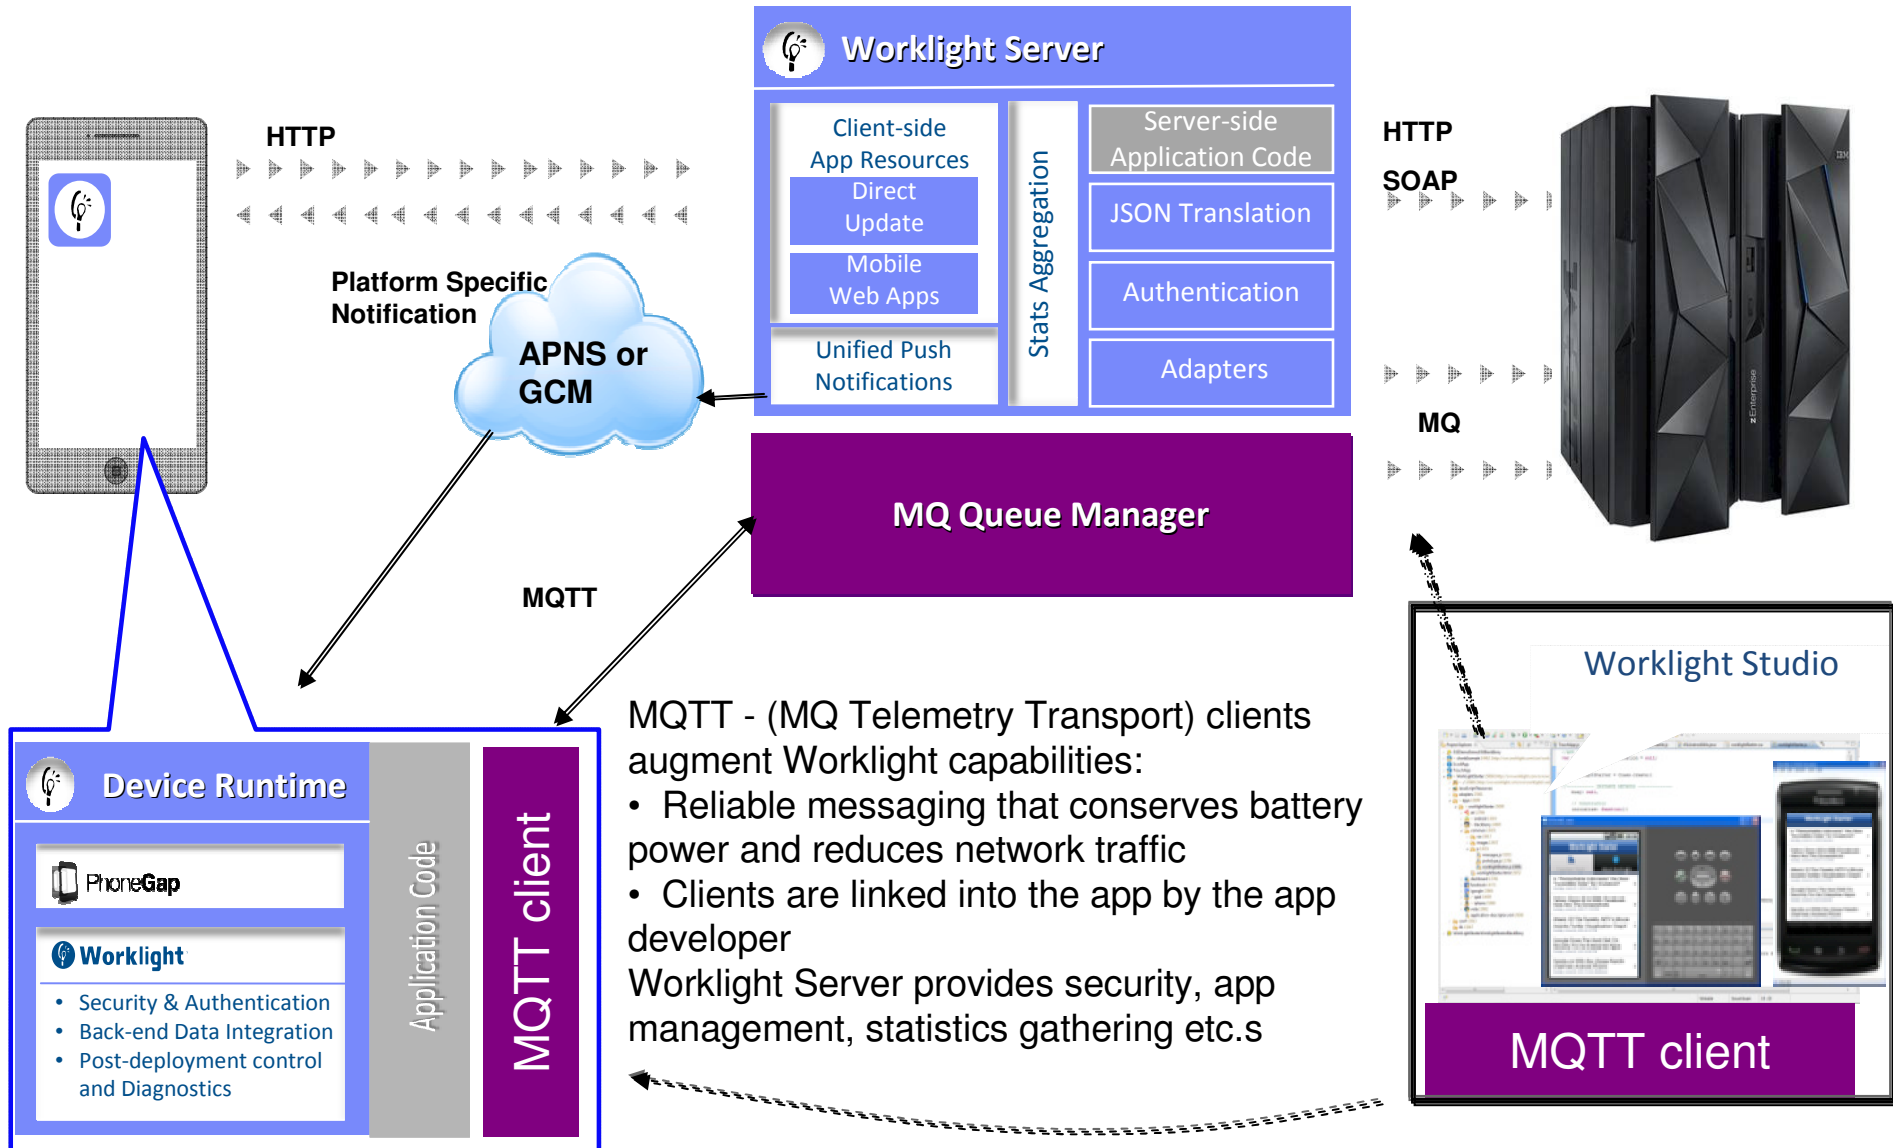 Worklight Server
HTTP
Client-side
App Resources
Direct
Update
Mobile
Web Apps
Unified Push
Notifications
Stats Aggregation
Server-side
Application Code
JSON Translation
Authentication
Adapters
HTTP
SOAP
MQ
IBM
zEnterprise
Platform Specific
Notification
APNS or
GCM
MQ Queue Manager
MQTT
Worklight Studio
MQTT client
Device Runtime
PhoneGap
Worklight
• Security & Authentication
• Back-end Data Integration
• Post-deployment control
and Diagnostics
Application Code
MQTT client
MQTT - (MQ Telemetry Transport) clients
augment Worklight capabilities:
• Reliable messaging that conserves battery
power and reduces network traffic
• Clients are linked into the app by the app
developer
Worklight Server provides security, app
management, statistics gathering etc.s